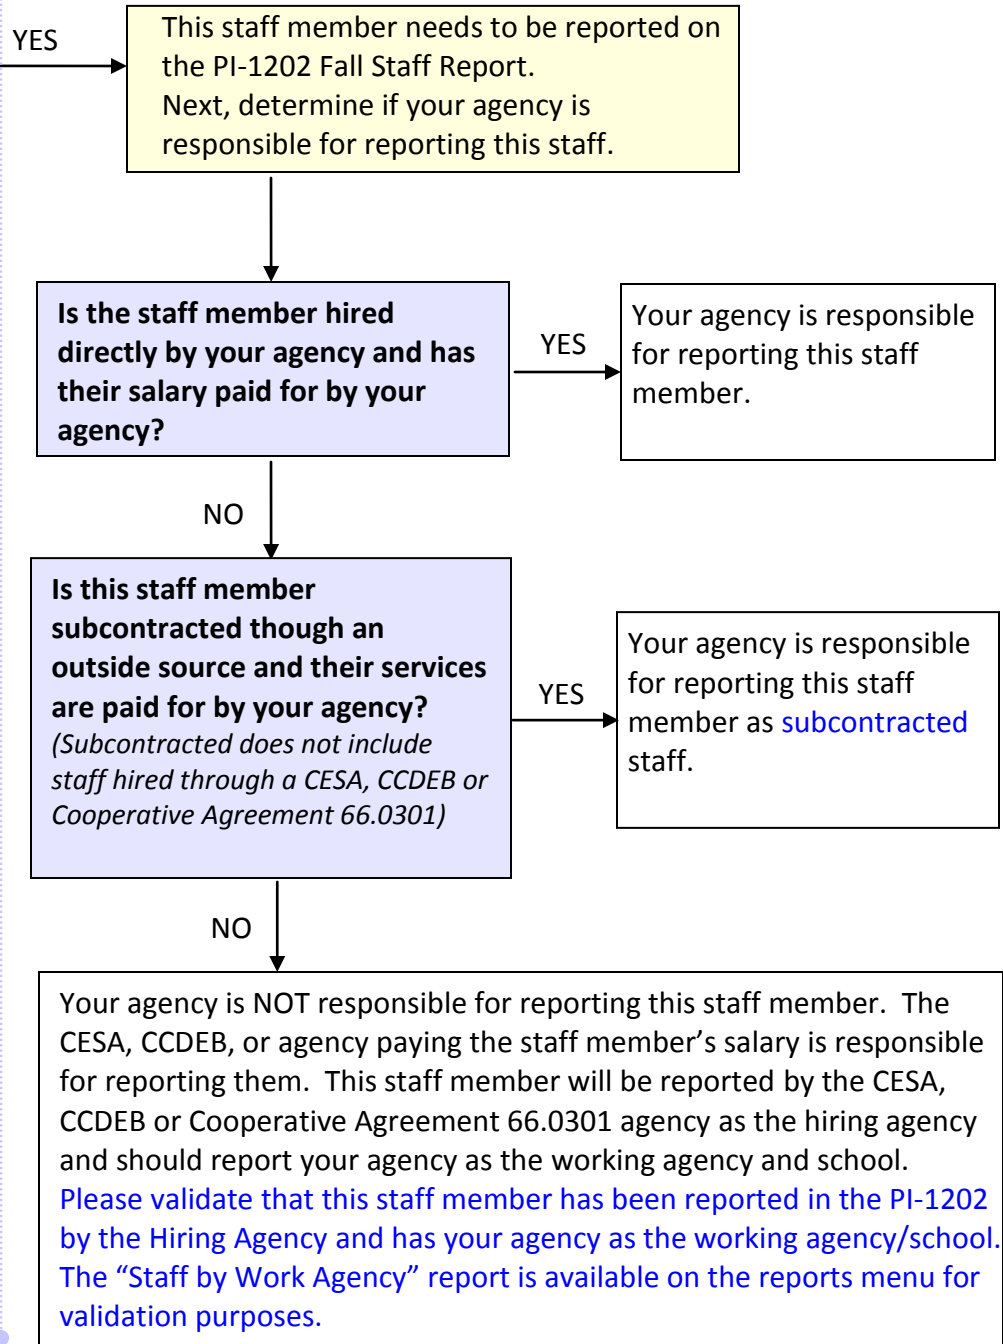 YES
This staff member needs to be reported on
the PI-1202 Fall Staff Report.
Next, determine if your agency is
responsible for reporting this staff.
Is the staff member hired
directly by your agency and has
their salary paid for by your
agency?
YES
Your agency is responsible
for reporting this staff
member.
NO
Is this staff member
subcontracted though an
outside source and their services
are paid for by your agency?
(Subcontracted does not include
staff hired through a CESA, CCDEB or
Cooperative Agreement 66.0301)
YES
Your agency is responsible
for reporting this staff
member as subcontracted
staff.
NO
Your agency is NOT responsible for reporting this staff member.  The
CESA, CCDEB, or agency paying the staff member’s salary is responsible
for reporting them.  This staff member will be reported by the CESA,
CCDEB or Cooperative Agreement 66.0301 agency as the hiring agency
and should report your agency as the working agency and school.
Please validate that this staff member has been reported in the PI-1202
by the Hiring Agency and has your agency as the working agency/school.
The “Staff by Work Agency” report is available on the reports menu for
validation purposes.